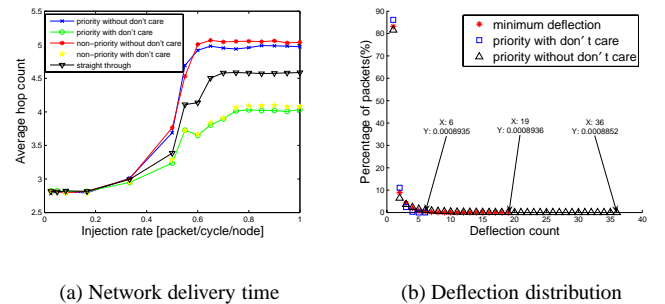 priority without don't care
priority with don't care
non-priority without don't care
non-priority with don't care
straight through
5.5
5
4.5
4
3.5
3
2.5
0
0.2
0.4
0.6
0.8
1
Average hop count
Injection rate [packet/cycle/node]
(a) Network delivery time
minimum deflection
priority with don' t care
priority without don' t care
90
80
70
60
50
40
30
20
10
0
X: 6
Y: 0.0008935
X: 19
Y: 0.0008936
X: 36
Y: 0.0008852
0
5
10
15
20
25
30
35
40
Percentage of packets(%)
Deflection count
(b) Deflection distribution